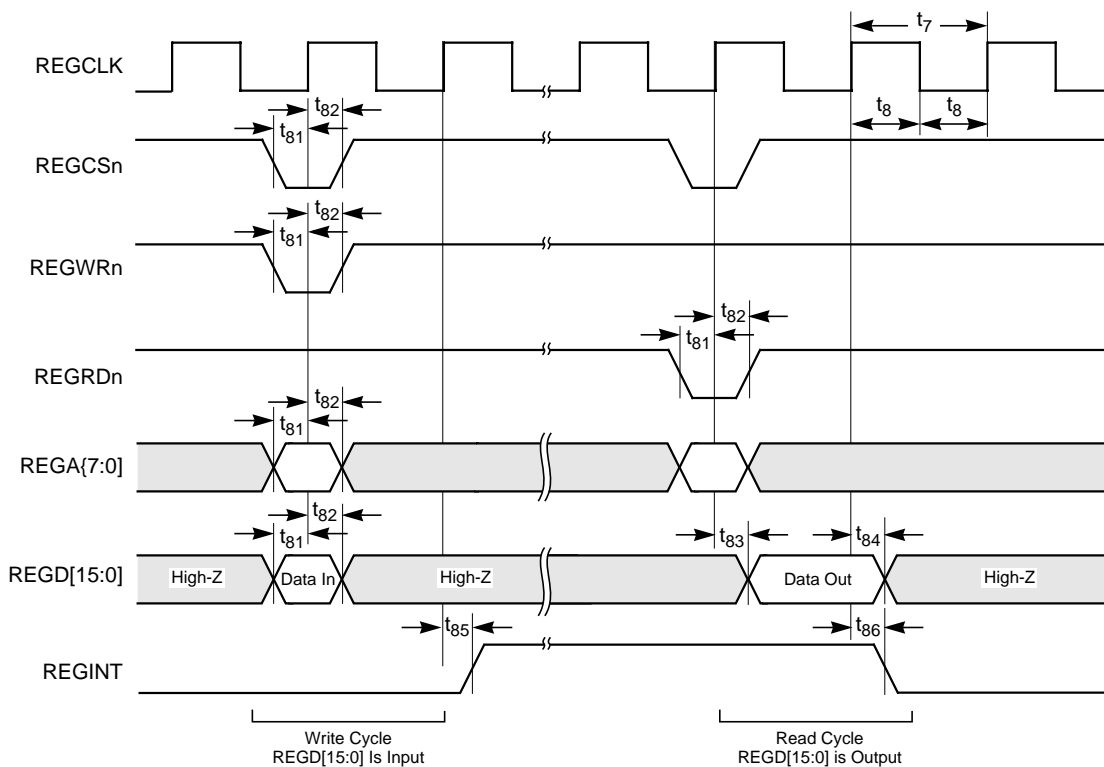 t7
REGCLK
t82
t8 t8
t81
REGCSn
t82
t81
REGWRn
t82
t81
REGRDn
t82
t81
REGA{7:0]
t82
t81 t83 t84
REGD[15:0] High-Z Data In High-Z Data Out High-Z
t85 t86
REGINT
Write Cycle Read Cycle
REGD[15:0] Is Input REGD[15:0] is Output